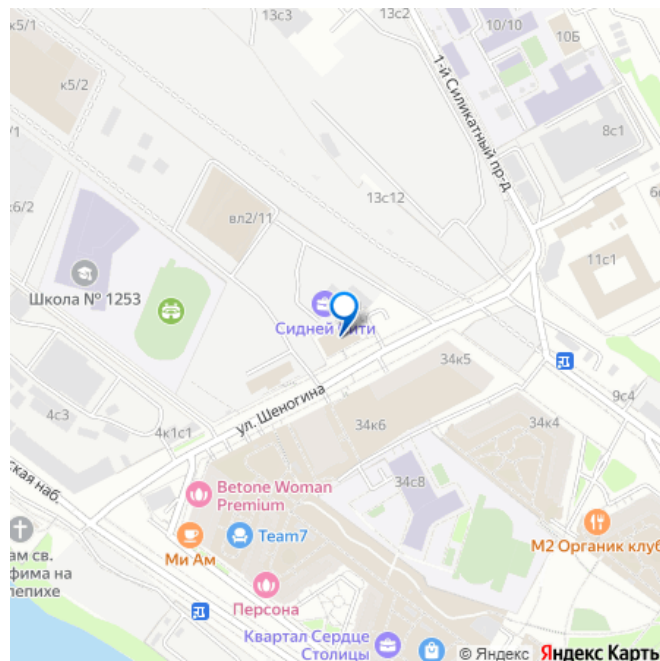 к5/1
13с3
13с2
10/10
10Б
к5/2
1-й Силикатный пр-д
8с1
/1
13с12
6
к6/2
вл2/11
11с1
Школа № 1253
Сидней Сити
34к5
ул. Шеногина
9с4
4с3
4к1с1
34к6
34к4
ская наб.
34с8
Betone Woman
Premium
Team7
М2 Органик клуб
ам св.
фима на
лепихе
Ми Ам
Персона
Квартал Сердце
Столицы
© Яндекс
Яндекс Карты